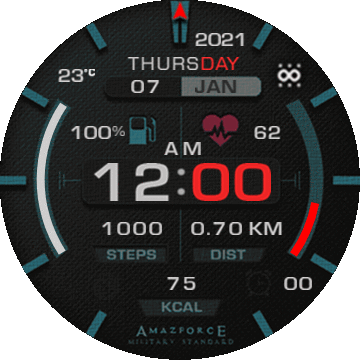 2021
23°C
THURSDAY
07 JAN
100% 62
AM
12:00
1000 0.70 KM
STEPS DIST
75 00
KCAL
AMAZFORCE
MILITARY STANDARD